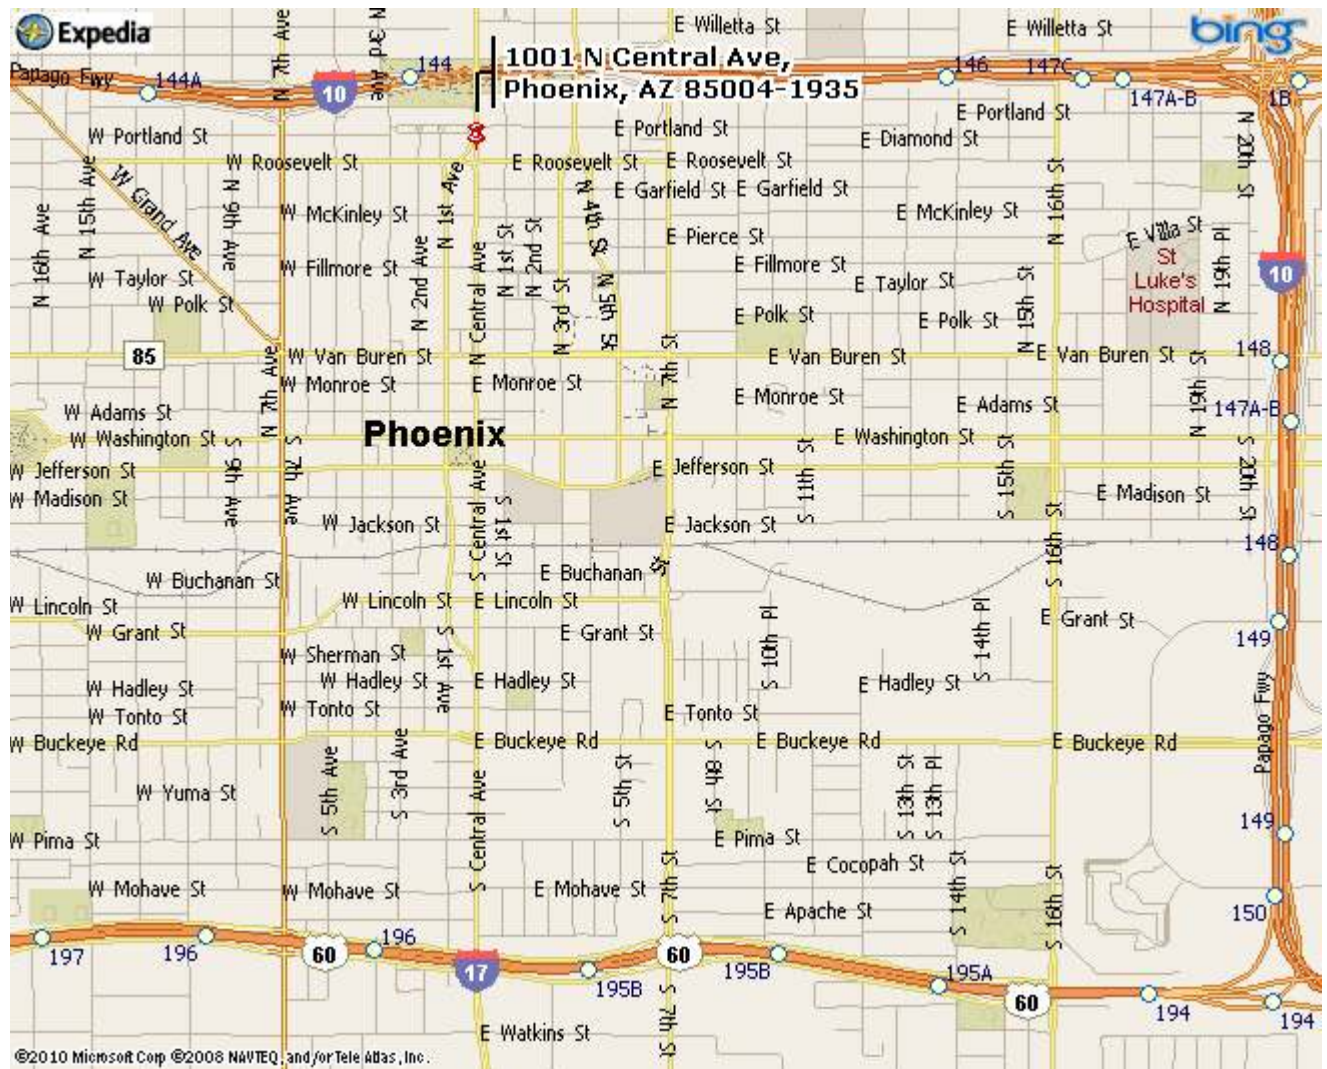 Expedia
bing
E Willetta St
E Willetta St
N 7th Ave
N 3rd Ave
1001 N Central Ave,
Phoenix, AZ 85004-1935
Papago Fwy
144A
10
144
146
147C
147A-B
1B
W Portland St
E Portland St
E Portland St
E Diamond St
N 20th St
W Roosevelt St
E Roosevelt St
E Roosevelt St
W Grand Ave
N 15th Ave
N 16th Ave
N 9th Ave
N 1st Ave
N 4th St
E Garfield St
E Garfield St
N 16th St
W McKinley St
E McKinley St
N 2nd Ave
N Central Ave
N 1st St
N 2nd St
E Pierce St
E Villa St
St
Luke's
Hospital
N 19th Pl
10
W Fillmore St
E Fillmore St
W Taylor St
E Taylor St
W Polk St
N 3rd St
N 5th St
E Polk St
E Polk St
N 15th St
85
W Van Buren St
N 7th St
E Van Buren St
E Van Buren St
148
N 7th Ave
W Monroe St
E Monroe St
E Monroe St
N 19th St
W Adams St
E Adams St
147A-B
Phoenix
W Washington St
E Washington St
S 9th Ave
S 7th Ave
W Jefferson St
E Jefferson St
S 11th St
S 15th St
S 20th St
W Madison St
E Madison St
S Central Ave
S 1st St
W Jackson St
E Jackson St
S 16th St
148
W Buchanan St
E Buchanan
St
W Lincoln St
W Lincoln St
E Lincoln St
W Grant St
E Grant St
E Grant St
149
S 10th Pl
S 14th Pl
S 1st Ave
W Sherman St
W Hadley St
W Hadley St
E Hadley St
E Hadley St
W Tonto St
W Tonto St
E Tonto St
Papago Fwy
W Buckeye Rd
E Buckeye Rd
E Buckeye Rd
E Buckeye Rd
S 5th Ave
S 3rd Ave
S 5th St
S 8th St
S 13th St
S 13th Pl
W Yuma St
S Central Ave
149
W Pima St
E Pima St
E Cocopah St
W Mohave St
W Mohave St
E Mohave St
S 7th St
S 14th St
S 16th St
E Apache St
150
197
196
60
196
17
195B
60
195B
195A
60
194
194
S 7th St
E Watkins St
©2010 Microsoft Corp ©2008 NAVTEQ, and/or Tele Atlas, Inc.